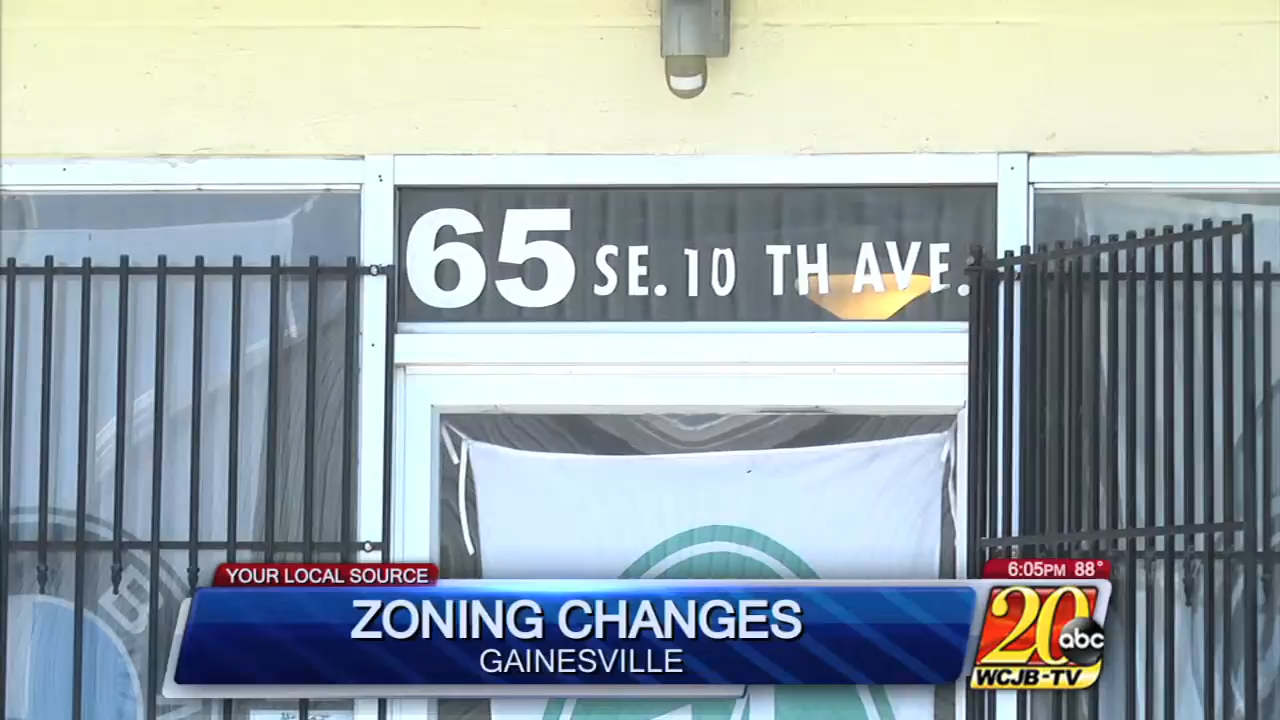 65 SE. 10 TH AVE.
YOUR LOCAL SOURCE
ZONING CHANGES
GAINESVILLE
6:05PM 88°
20
abc
WCJB-TV